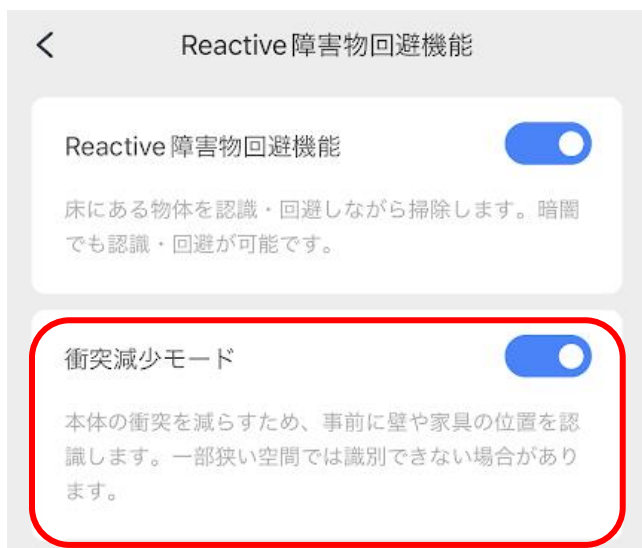 Reactive障害物回避機能
Reactive障害物回避機能
床にある物体を認識・回避しながら掃除します。暗闇
でも認識・回避が可能です。
衝突減少モード
本体の衝突を減らすため、事前に壁や家具の位置を認
識します。一部狭い空間では識別できない場合があり
ます。